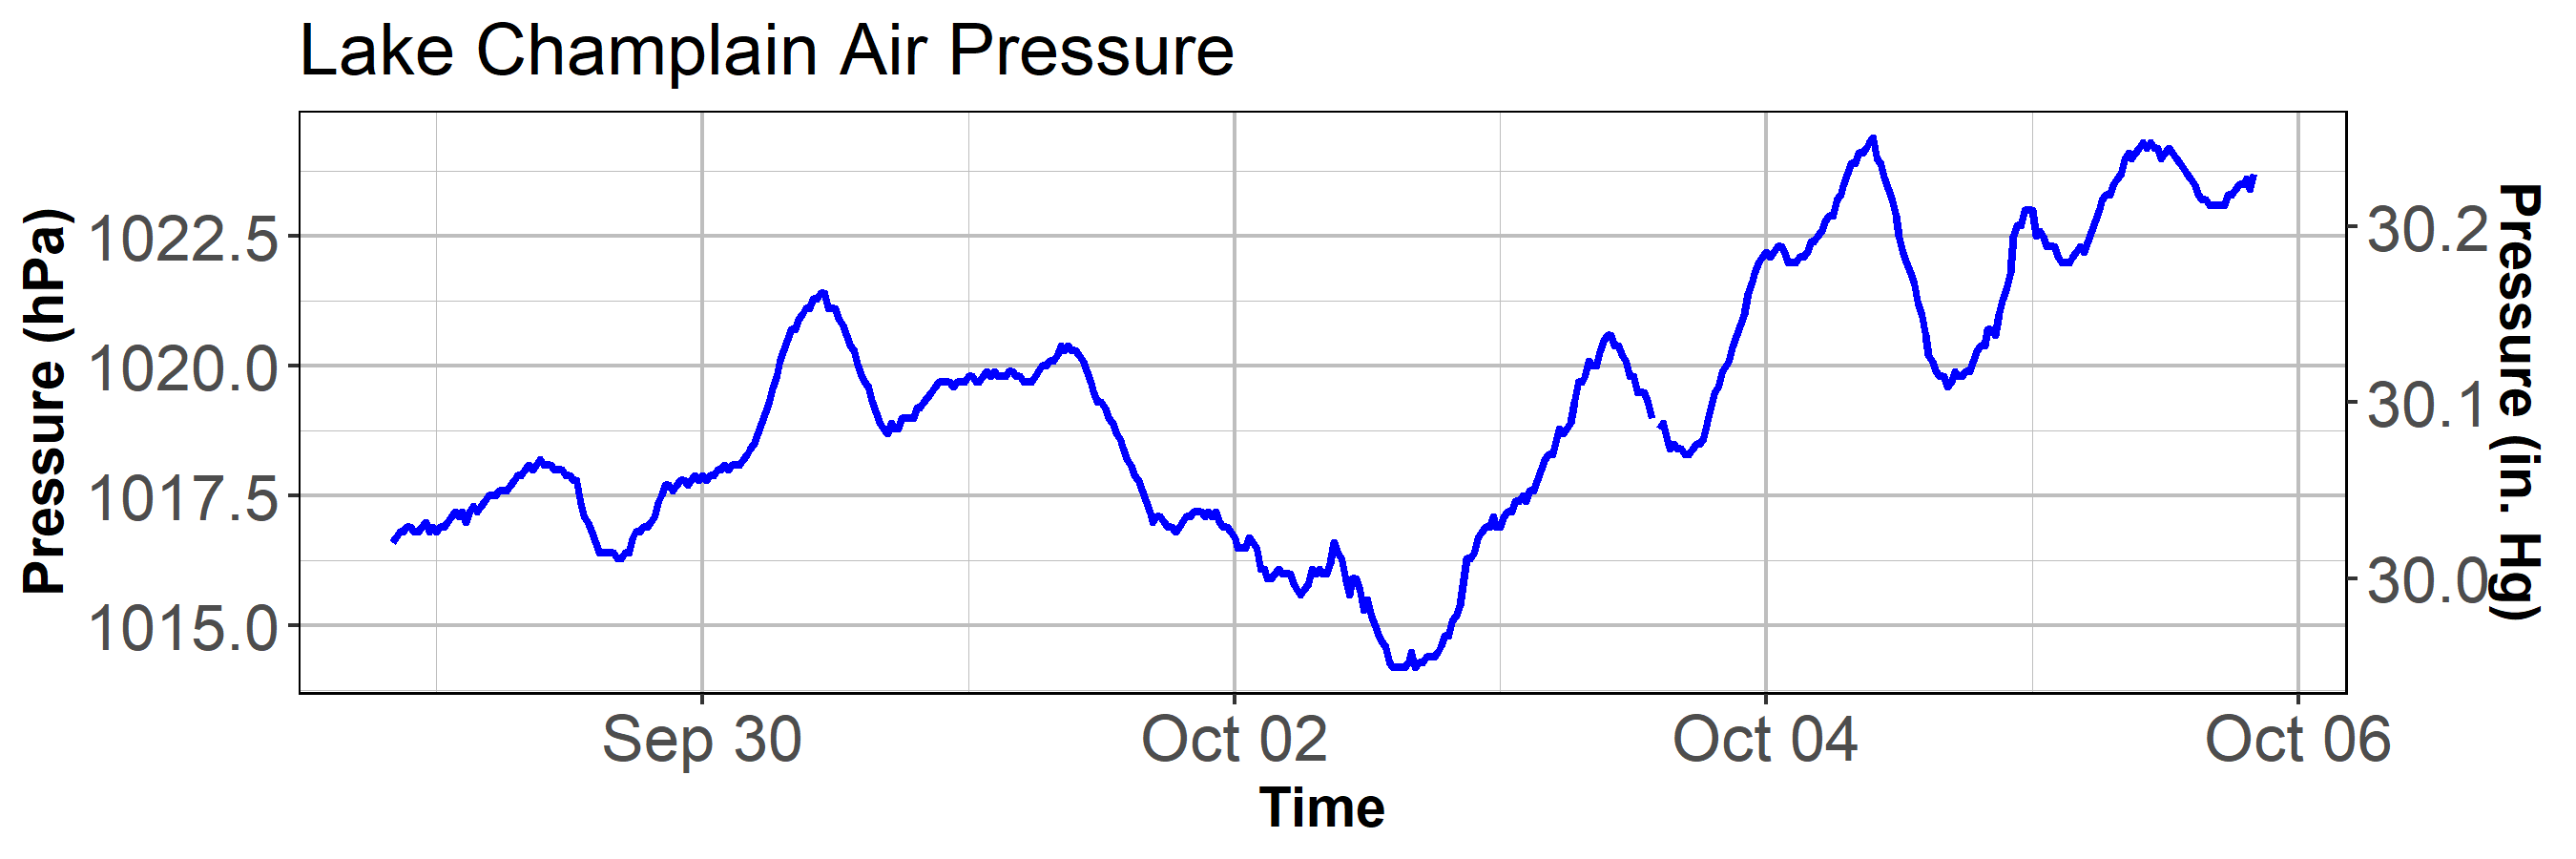 Lake Champlain Air Pressure
Pressure (hPa)
1022.5
1020.0
1017.5
1015.0
30.2
30.1
30.0
Pressure (in. Hg)
Sep 30
Oct 02
Oct 04
Oct 06
Time